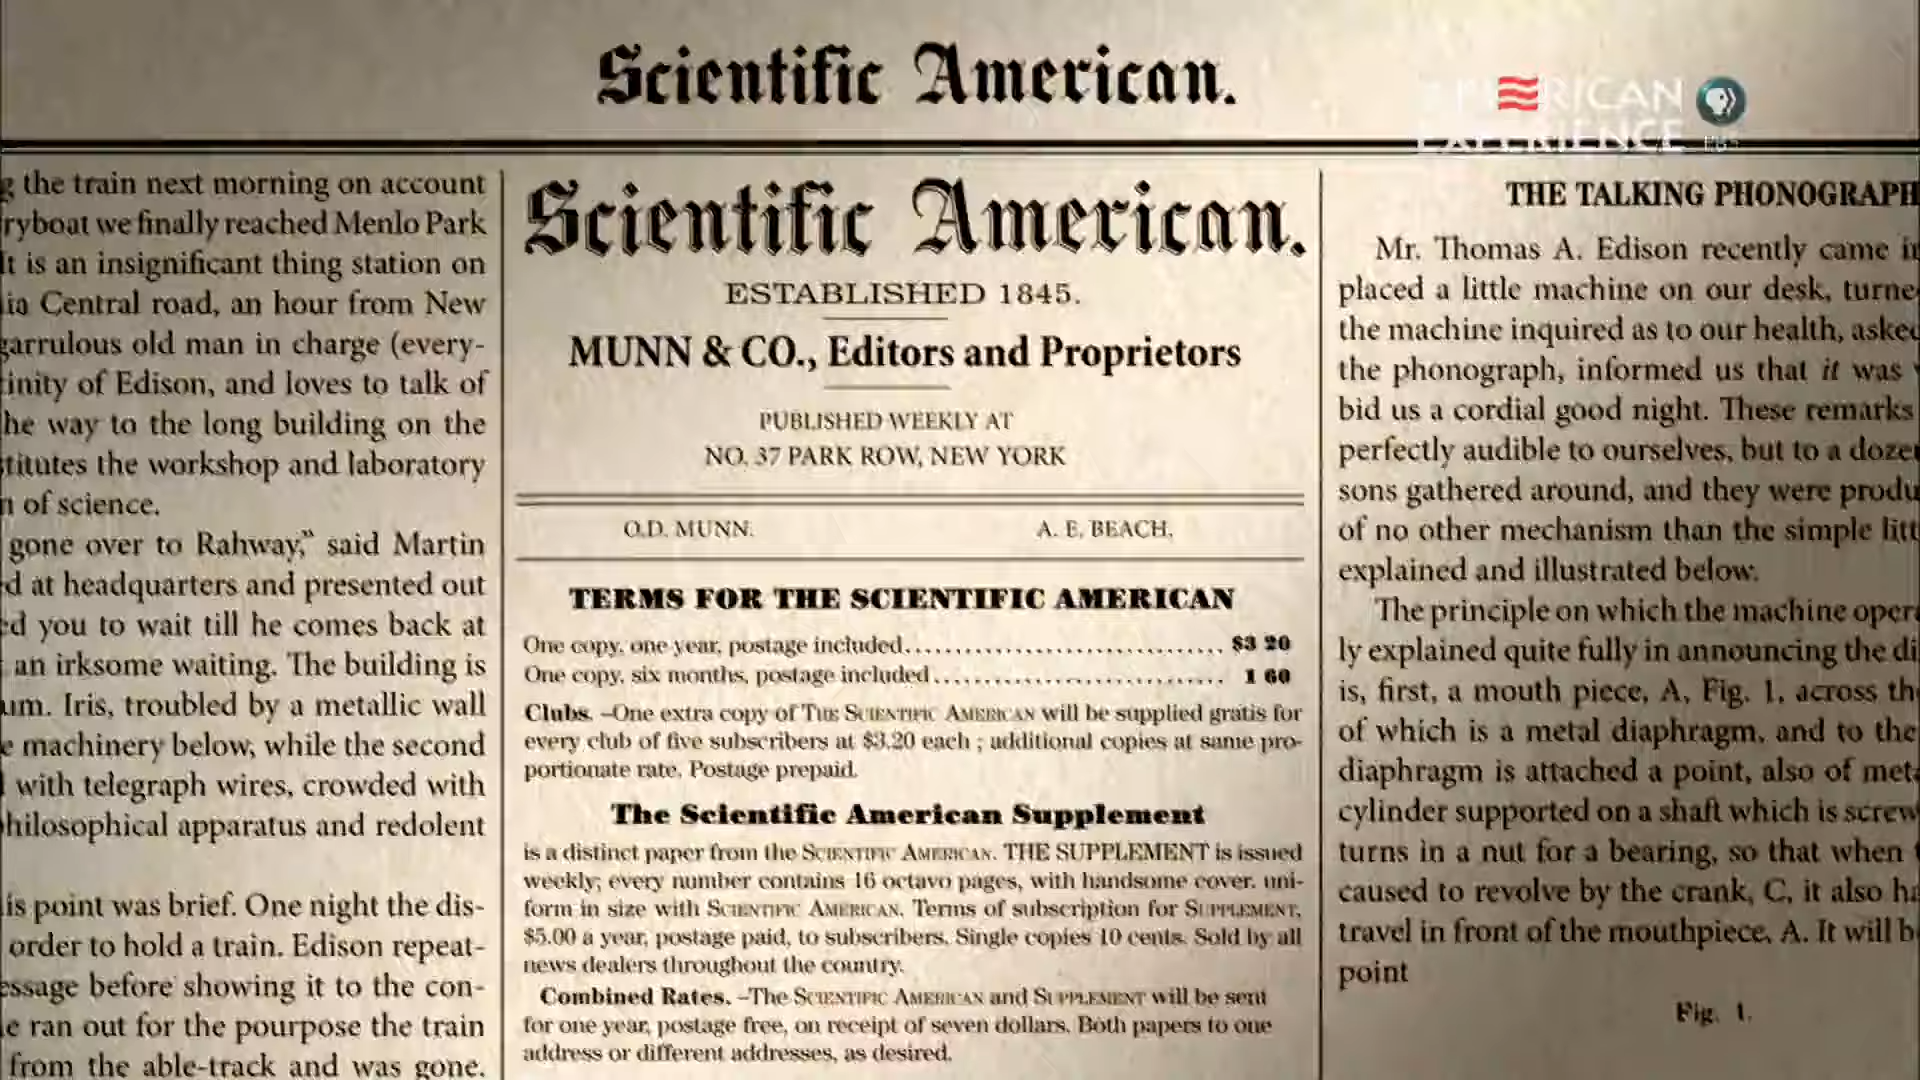 Scientific American.
AMERICAN
EXPERIENCE
PBS
g the train next morning on account
ryboat we finally reached Menlo Park
It is an insignificant thing station on
ia Central road, an hour from New
garrulous old man in charge (every-
inity of Edison, and loves to talk of
he way to the long building on the
titutes the workshop and laboratory
n of science.
gone over to Rahway,” said Martin
d at headquarters and presented out
ed you to wait till he comes back at
an irksome waiting. The building is
um. Iris, troubled by a metallic wall
e machinery below, while the second
with telegraph wires, crowded with
hilosophical apparatus and redolent
is point was brief. One night the dis-
order to hold a train. Edison repeat-
essage before showing it to the con-
e ran out for the pourpose the train
from the able-track and was gone.
Scientific American.
ESTABLISHED 1845.
MUNN & CO., Editors and Proprietors
PUBLISHED WEEKLY AT
NO. 37 PARK ROW, NEW YORK
O.D. MUNN. A. E. BEACH.
TERMS FOR THE SCIENTIFIC AMERICAN
One copy, one year, postage included.............................. $3 20
One copy, six months, postage included........................... 1 60
Clubs. –One extra copy of THE SCIENTIFIC AMERICAN will be supplied gratis for
every club of five subscribers at $3.20 each ; additional copies at same pro-
portionate rate. Postage prepaid.
The Scientific American Supplement
is a distinct paper from the SCIENTIFIC AMERICAN. THE SUPPLEMENT is issued
weekly; every number contains 16 octavo pages, with handsome cover, uni-
form in size with SCIENTIFIC AMERICAN. Terms of subscription for SUPPLEMENT,
$5.00 a year, postage paid, to subscribers. Single copies 10 cents. Sold by all
news dealers throughout the country.
Combined Rates. –The SCIENTIFIC AMERICAN and SUPPLEMENT will be sent
for one year, postage free, on receipt of seven dollars. Both papers to one
address or different addresses, as desired.
THE TALKING PHONOGRAPH
Mr. Thomas A. Edison recently came i
placed a little machine on our desk, turne
the machine inquired as to our health, aske
the phonograph, informed us that it was
bid us a cordial good night. These remarks
perfectly audible to ourselves, but to a doze
sons gathered around, and they were produ
of no other mechanism than the simple litt
explained and illustrated below.
The principle on which the machine oper
ly explained quite fully in announcing the di
is, first, a mouth piece, A, Fig. 1, across th
of which is a metal diaphragm, and to the
diaphragm is attached a point, also of met
cylinder supported on a shaft which is screw
turns in a nut for a bearing, so that when
caused to revolve by the crank, C, it also ha
travel in front of the mouthpiece, A. It will b
point
Fig. 1.